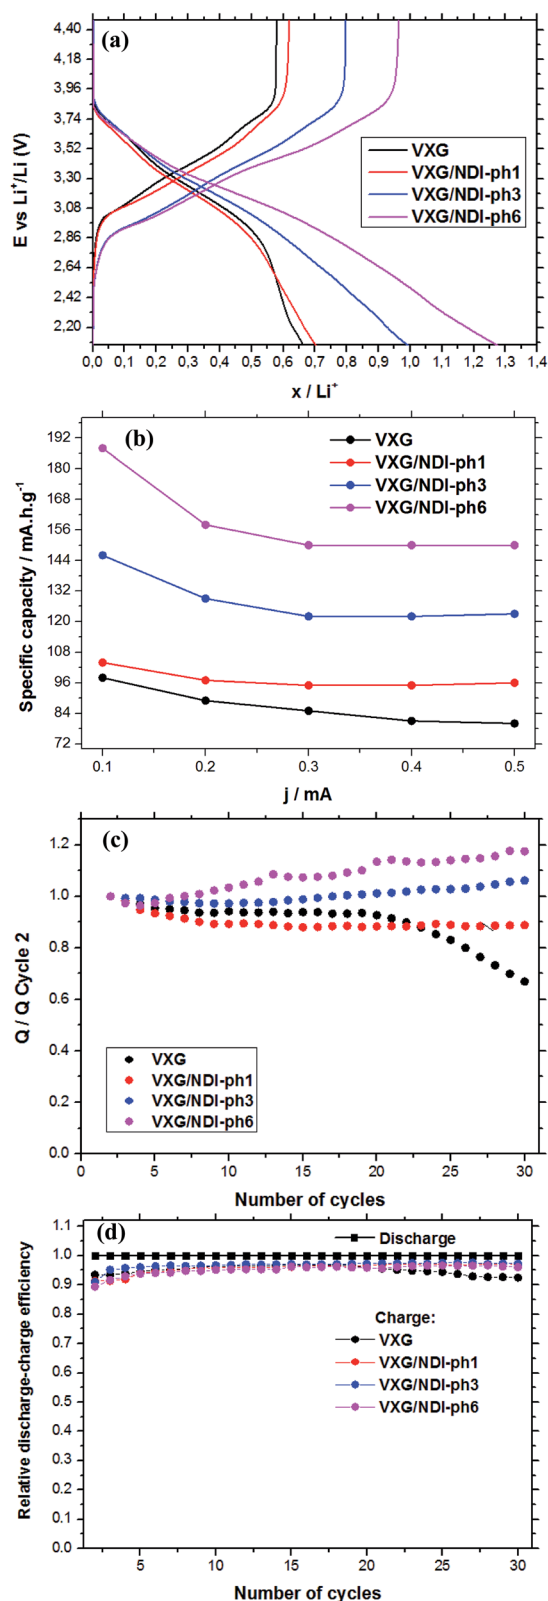 (a)
4,40
4,18
3,96
3,74
3,52
3,30
3,08
2,86
2,64
2,42
2,20
E vs Li⁺/Li (V)
VXG
VXG/NDI-ph1
VXG/NDI-ph3
VXG/NDI-ph6
0,0 0,1 0,2 0,3 0,4 0,5 0,6 0,7 0,8 0,9 1,0 1,1 1,2 1,3 1,4
x / Li⁺
(b)
192
180
168
156
144
132
120
108
96
84
72
Specific capacity / mA.h.g⁻¹
VXG
VXG/NDI-ph1
VXG/NDI-ph3
VXG/NDI-ph6
0.1 0.2 0.3 0.4 0.5
j / mA
(c)
1.2
1.0
0.8
0.6
0.4
0.2
0.0
Q / Q Cycle 2
VXG
VXG/NDI-ph1
VXG/NDI-ph3
VXG/NDI-ph6
0 5 10 15 20 25 30
Number of cycles
(d)
1.1
1.0
0.9
0.8
0.7
0.6
0.5
0.4
0.3
0.2
0.1
0.0
Relative discharge-charge efficiency
Discharge
Charge:
VXG
VXG/NDI-ph1
VXG/NDI-ph3
VXG/NDI-ph6
5 10 15 20 25 30
Number of cycles